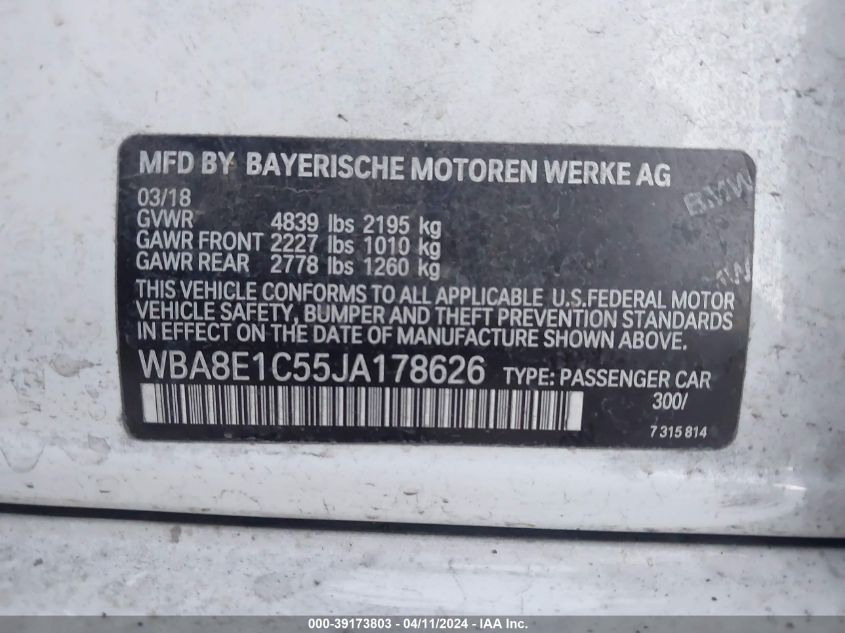 MFD BY BAYERISCHE MOTOREN WERKE AG
BMW
03/18
GVWR 4839 lbs 2195 kg
GAWR FRONT 2227 lbs 1010 kg
GAWR REAR 2778 lbs 1260 kg
THIS VEHICLE CONFORMS TO ALL APPLICABLE U.S.FEDERAL MOTOR
VEHICLE SAFETY, BUMPER AND THEFT PREVENTION STANDARDS
IN EFFECT ON THE DATE OF MANUFACTURE SHOWN ABOVE.
WBA8E1C55JA178626 TYPE: PASSENGER CAR
300/
7 315 814
000-39173803 - 04/11/2024 - IAA Inc.